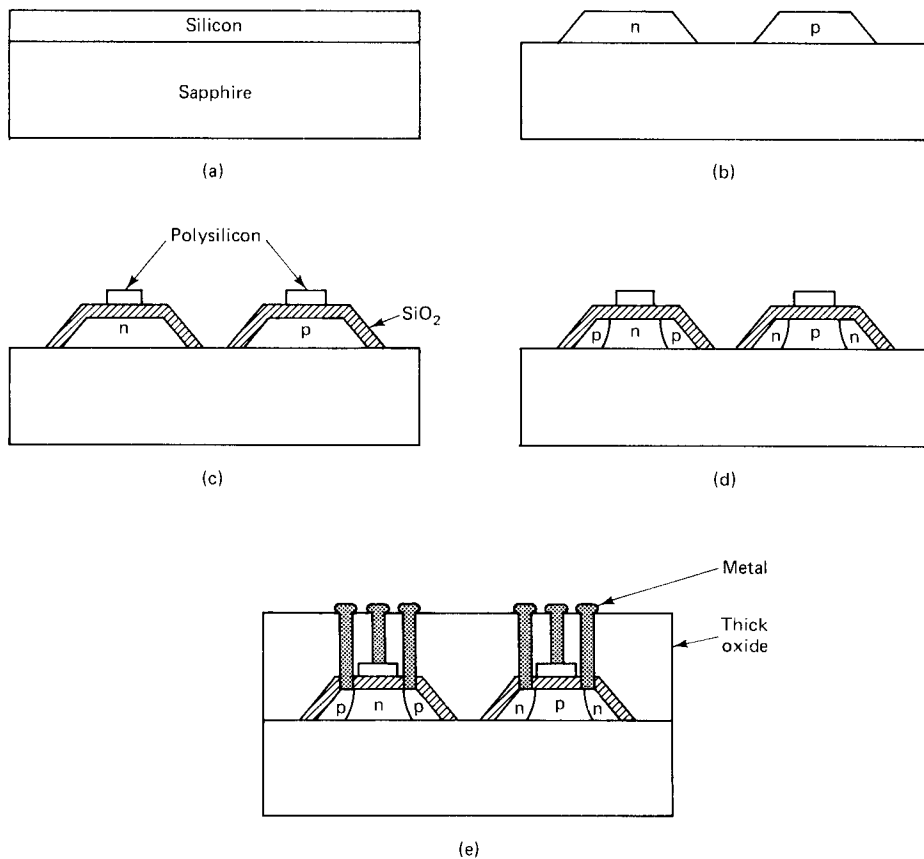 Silicon
Sapphire
(a)
n p
(b)
Polysilicon
SiO₂
n p
(c)
p n p n p n
(d)
Metal
Thick
oxide
p n p n p n
(e)